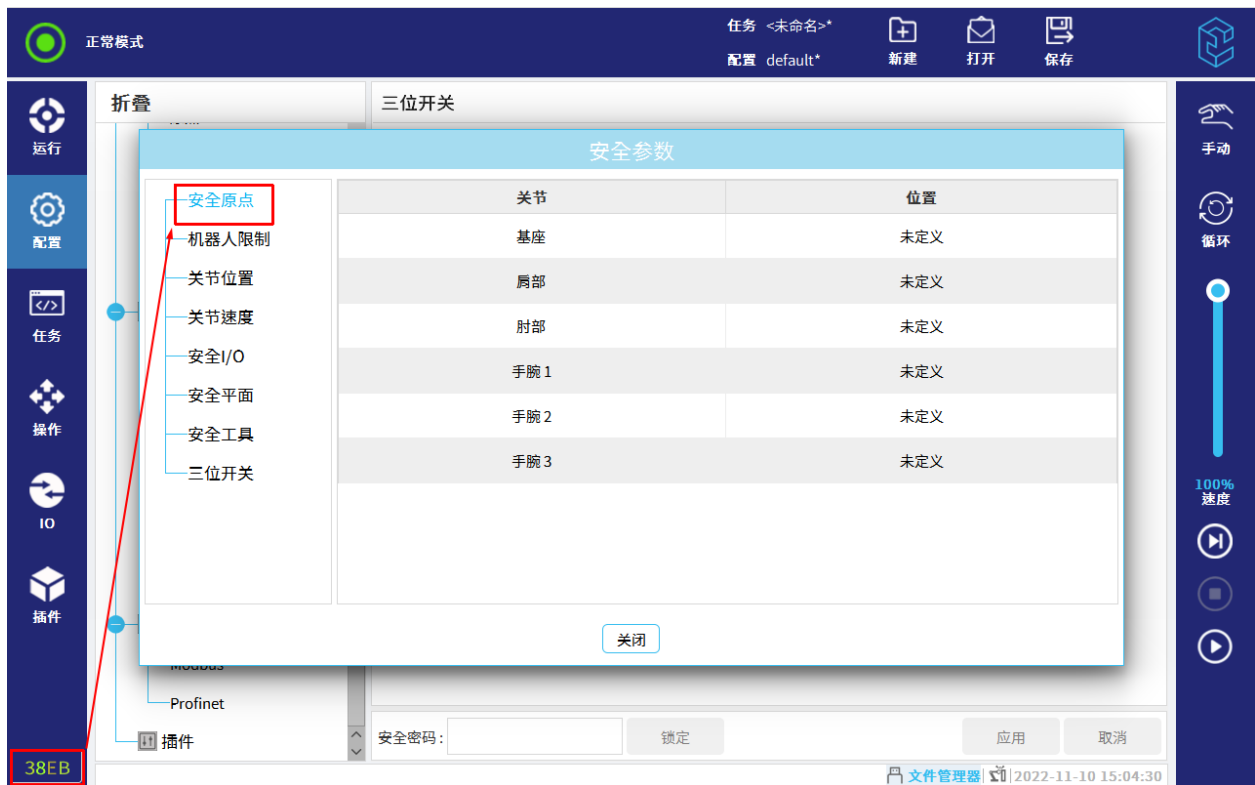 正常模式
任务 <未命名>*
配置 default*
新建
打开
保存
运行
配置
任务
操作
IO
插件
38EB
折叠
三位开关
安全参数
安全原点
机器人限制
关节位置
关节速度
安全I/O
安全平面
安全工具
三位开关
关节 位置
基座 未定义
肩部 未定义
肘部 未定义
手腕 1 未定义
手腕 2 未定义
手腕 3 未定义
关闭
Modbus
Profinet
插件
安全密码 :
锁定
应用
取消
文件管理器
2022-11-10 15:04:30
手动
循环
100%
速度